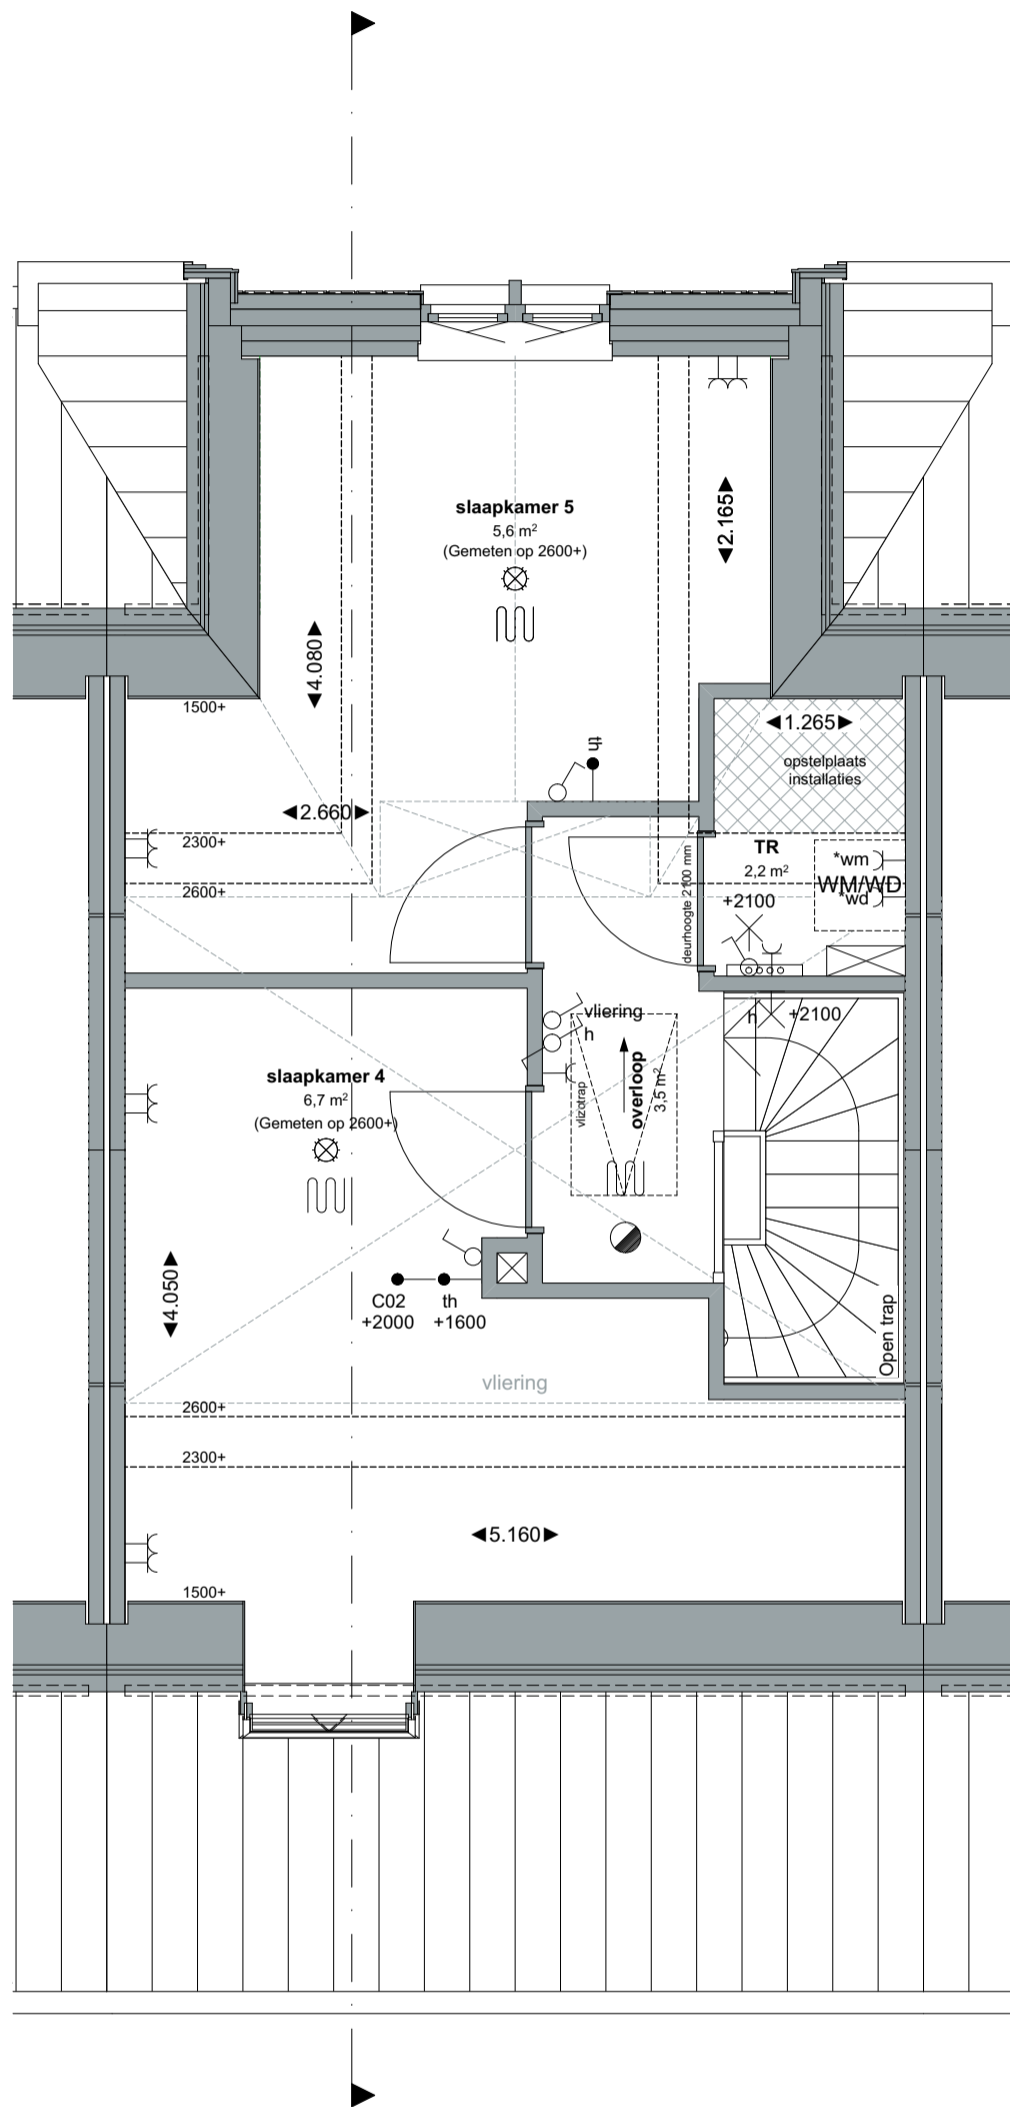 slaapkamer 5
5,6 m²
(Gemeten op 2600+)
2.165
4.080
1500+
1.265
opstelplaats
installaties
th
2.660
2300+
2600+
deurhoogte 2100 mm
TR
2,2 m²
*wm
WM/WD
*wd
+2100
vliering
h
h
+2100
slaapkamer 4
6,7 m²
(Gemeten op 2600+)
vlizotrap
overloop
3,5 m²
4.050
C02
+2000
th
+1600
Open trap
vliering
2600+
2300+
5.160
1500+